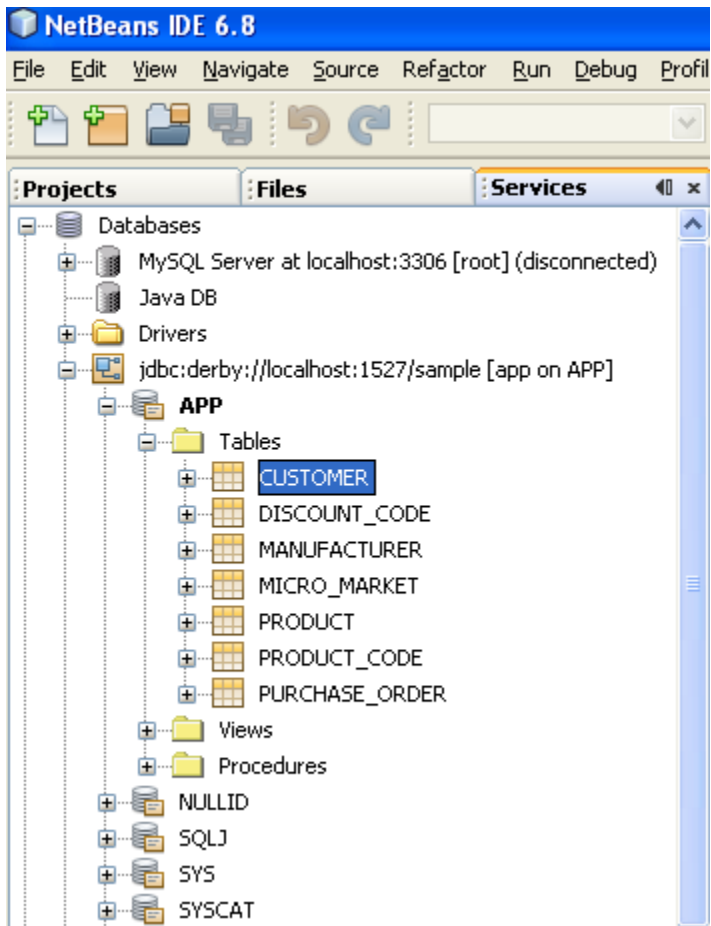 NetBeans IDE 6.8
File Edit View Navigate Source Refactor Run Debug Profil
Projects Files Services
Databases
MySQL Server at localhost:3306 [root] (disconnected)
Java DB
Drivers
jdbc:derby://localhost:1527/sample [app on APP]
APP
Tables
CUSTOMER
DISCOUNT_CODE
MANUFACTURER
MICRO_MARKET
PRODUCT
PRODUCT_CODE
PURCHASE_ORDER
Views
Procedures
NULLID
SQLJ
SYS
SYSCAT